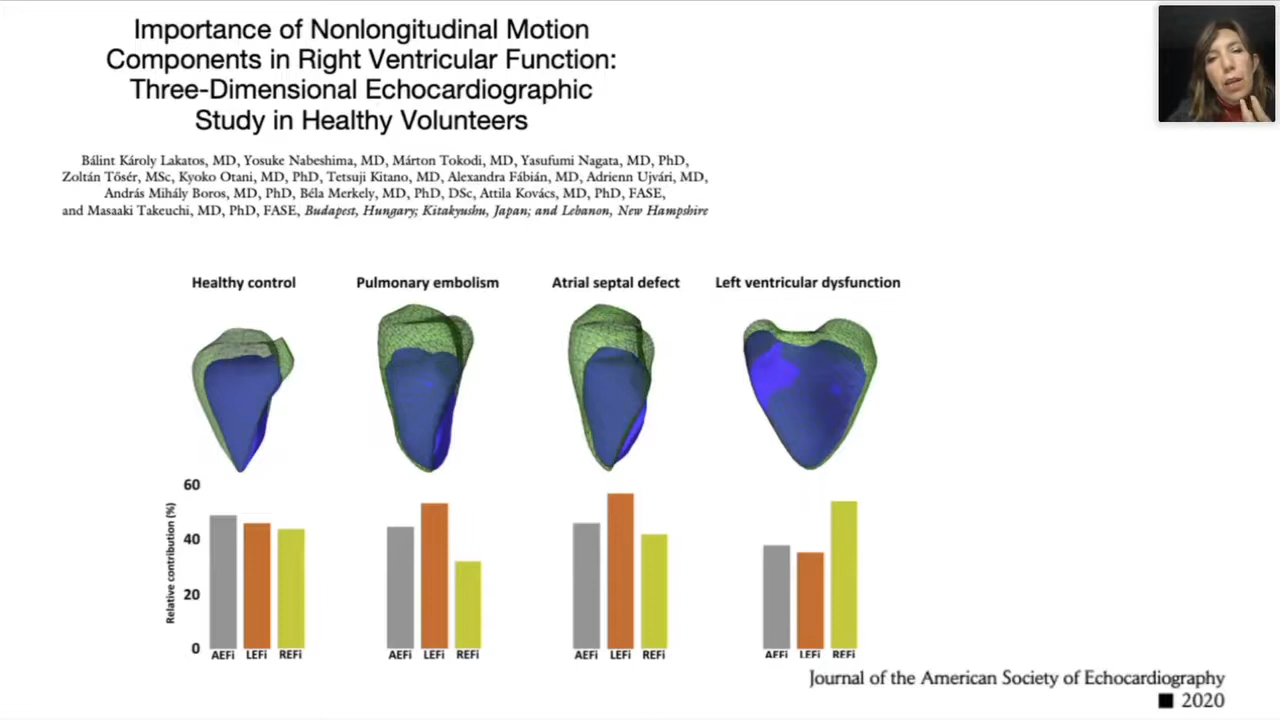 Importance of Nonlongitudinal Motion
Components in Right Ventricular Function:
Three-Dimensional Echocardiographic
Study in Healthy Volunteers
Bálint Károly Lakatos, MD, Yosuke Nabeshima, MD, Márton Tokodi, MD, Yasufumi Nagata, MD, PhD,
Zoltán Tősér, MSc, Kyoko Otani, MD, PhD, Tetsuji Kitano, MD, Alexandra Fábián, MD, Adrienn Ujvári, MD,
András Mihály Boros, MD, PhD, Béla Merkely, MD, PhD, DSc, Attila Kovács, MD, PhD, FASE,
and Masaaki Takeuchi, MD, PhD, FASE, Budapest, Hungary; Kitakyushu, Japan; and Lebanon, New Hampshire
Healthy control Pulmonary embolism Atrial septal defect Left ventricular dysfunction
Relative contribution (%)
60
40
20
0
AEFi LEFi REFi AEFi LEFi REFi AEFi LEFi REFi AEFi LEFi REFi
Journal of the American Society of Echocardiography
■ 2020